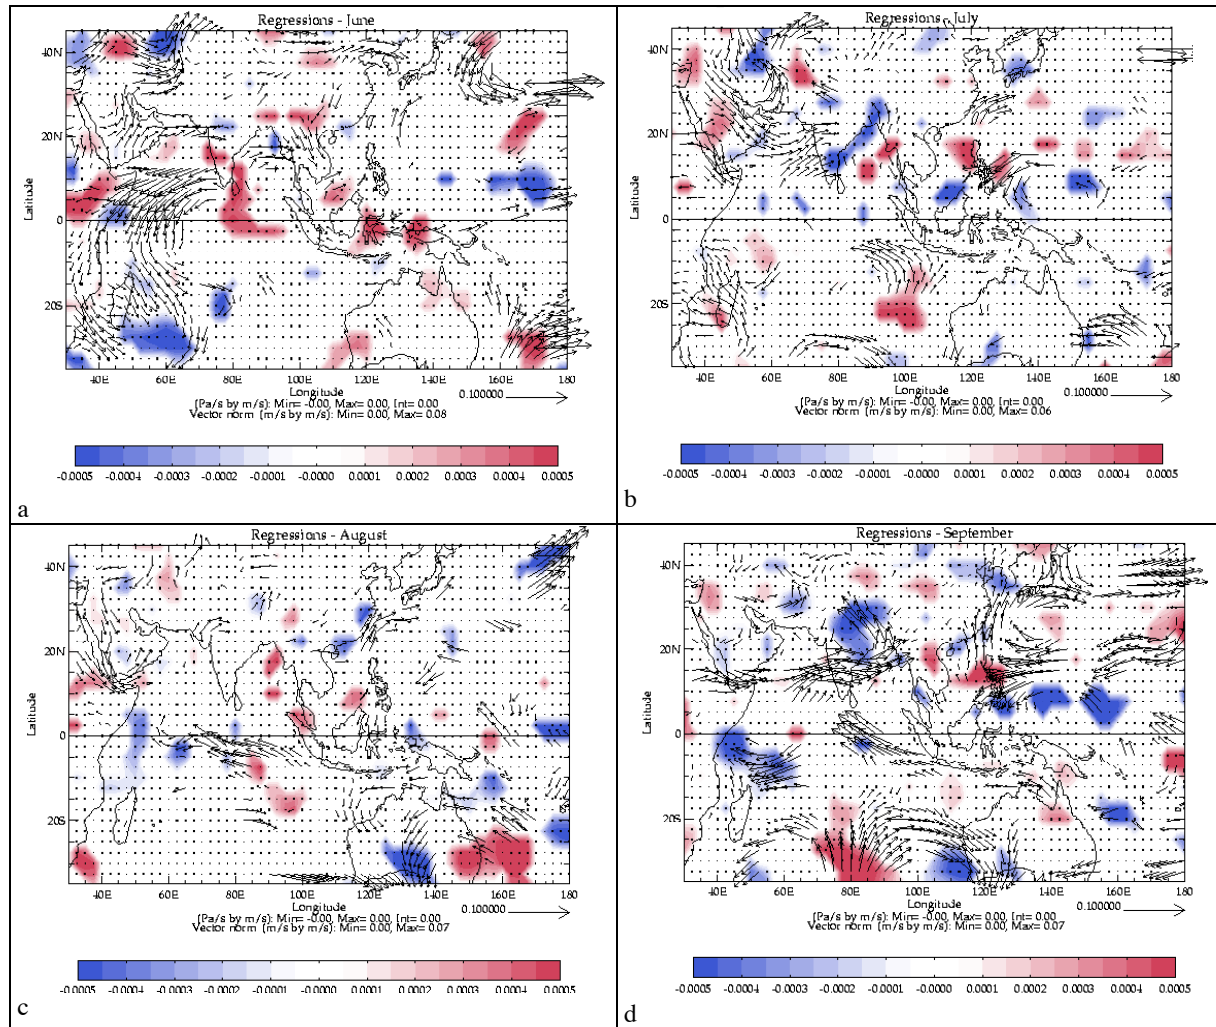 Regressions - June
40N
20N
0
20S
Latitude
40E 60E 80E 100E 120E 140E 160E 180
Longitude
0.100000
(Pa/s by m/s): Min= -0.00, Max= 0.00, Int= 0.00
Vector norm (m/s by m/s): Min= 0.00, Max= 0.08
-0.0005 -0.0004 -0.0002 -0.0001 -0.0000 0.0001 0.0002 0.0003 0.0004 0.0005
a
Regressions - July
40N
20N
0
20S
Latitude
40E 60E 80E 100E 120E 140E 160E 180
Longitude
0.100000
(Pa/s by m/s): Min= -0.00, Max= 0.00, Int= 0.00
Vector norm (m/s by m/s): Min= 0.00, Max= 0.06
-0.0005 -0.0004 -0.0002 -0.0001 -0.0000 0.0001 0.0002 0.0003 0.0004 0.0005
b
Regressions - August
40N
20N
0
20S
Latitude
40E 60E 80E 100E 120E 140E 160E 180
Longitude
0.100000
(Pa/s by m/s): Min= -0.00, Max= 0.00, Int= 0.00
Vector norm (m/s by m/s): Min= 0.00, Max= 0.07
-0.0005 -0.0004 -0.0002 -0.0001 -0.0000 0.0001 0.0002 0.0003 0.0004 0.0005
c
Regressions - September
40N
20N
0
20S
Latitude
40E 60E 80E 100E 120E 140E 160E 180
Longitude
0.100000
(Pa/s by m/s): Min= -0.00, Max= 0.00, Int= 0.00
Vector norm (m/s by m/s): Min= 0.00, Max= 0.07
-0.0005 -0.0004 -0.0002 -0.0001 -0.0000 0.0001 0.0002 0.0003 0.0004 0.0005
d